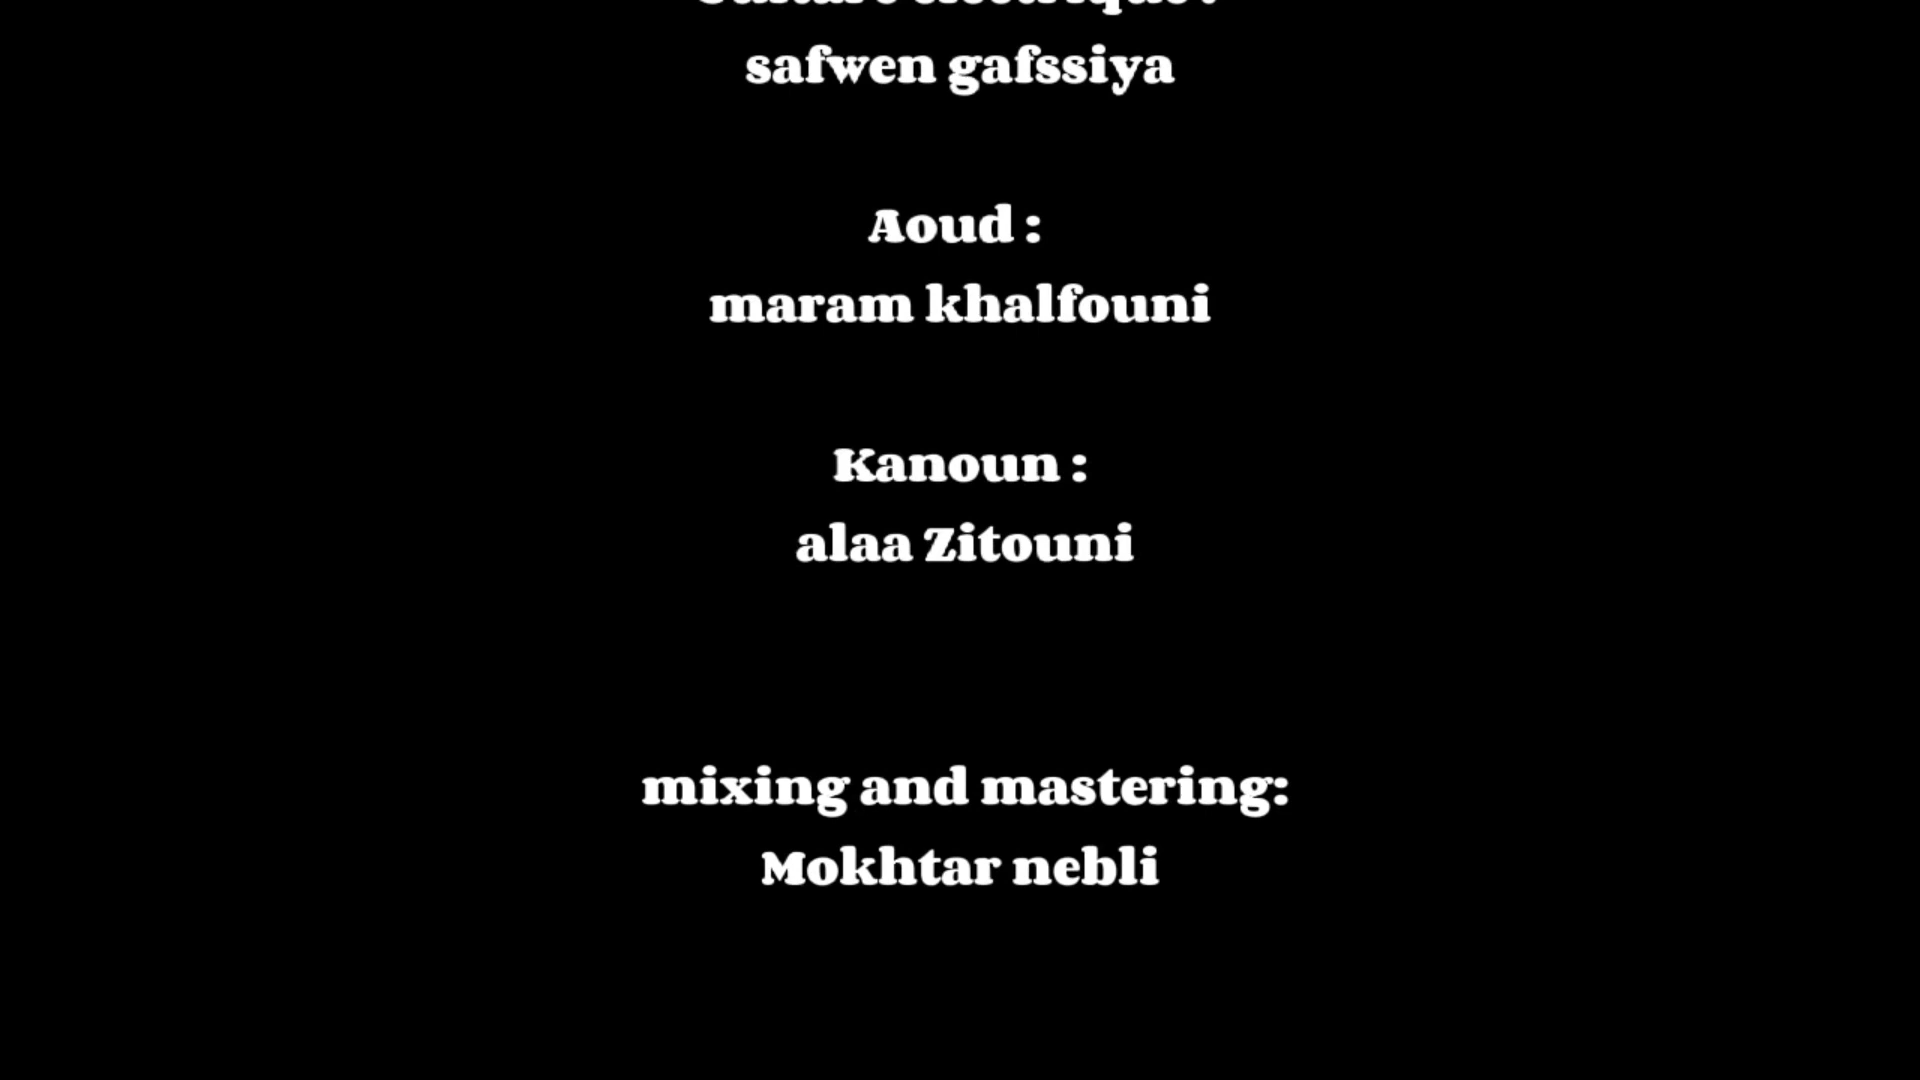 safwen gafssiya
Aoud :
maram khalfouni
Kanoun :
alaa Zitouni
mixing and mastering:
Mokhtar nebli